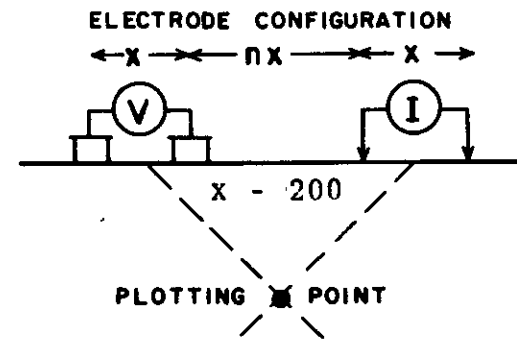 ELECTRODE CONFIGURATION
x nx x
V I
x - 200
PLOTTING POINT